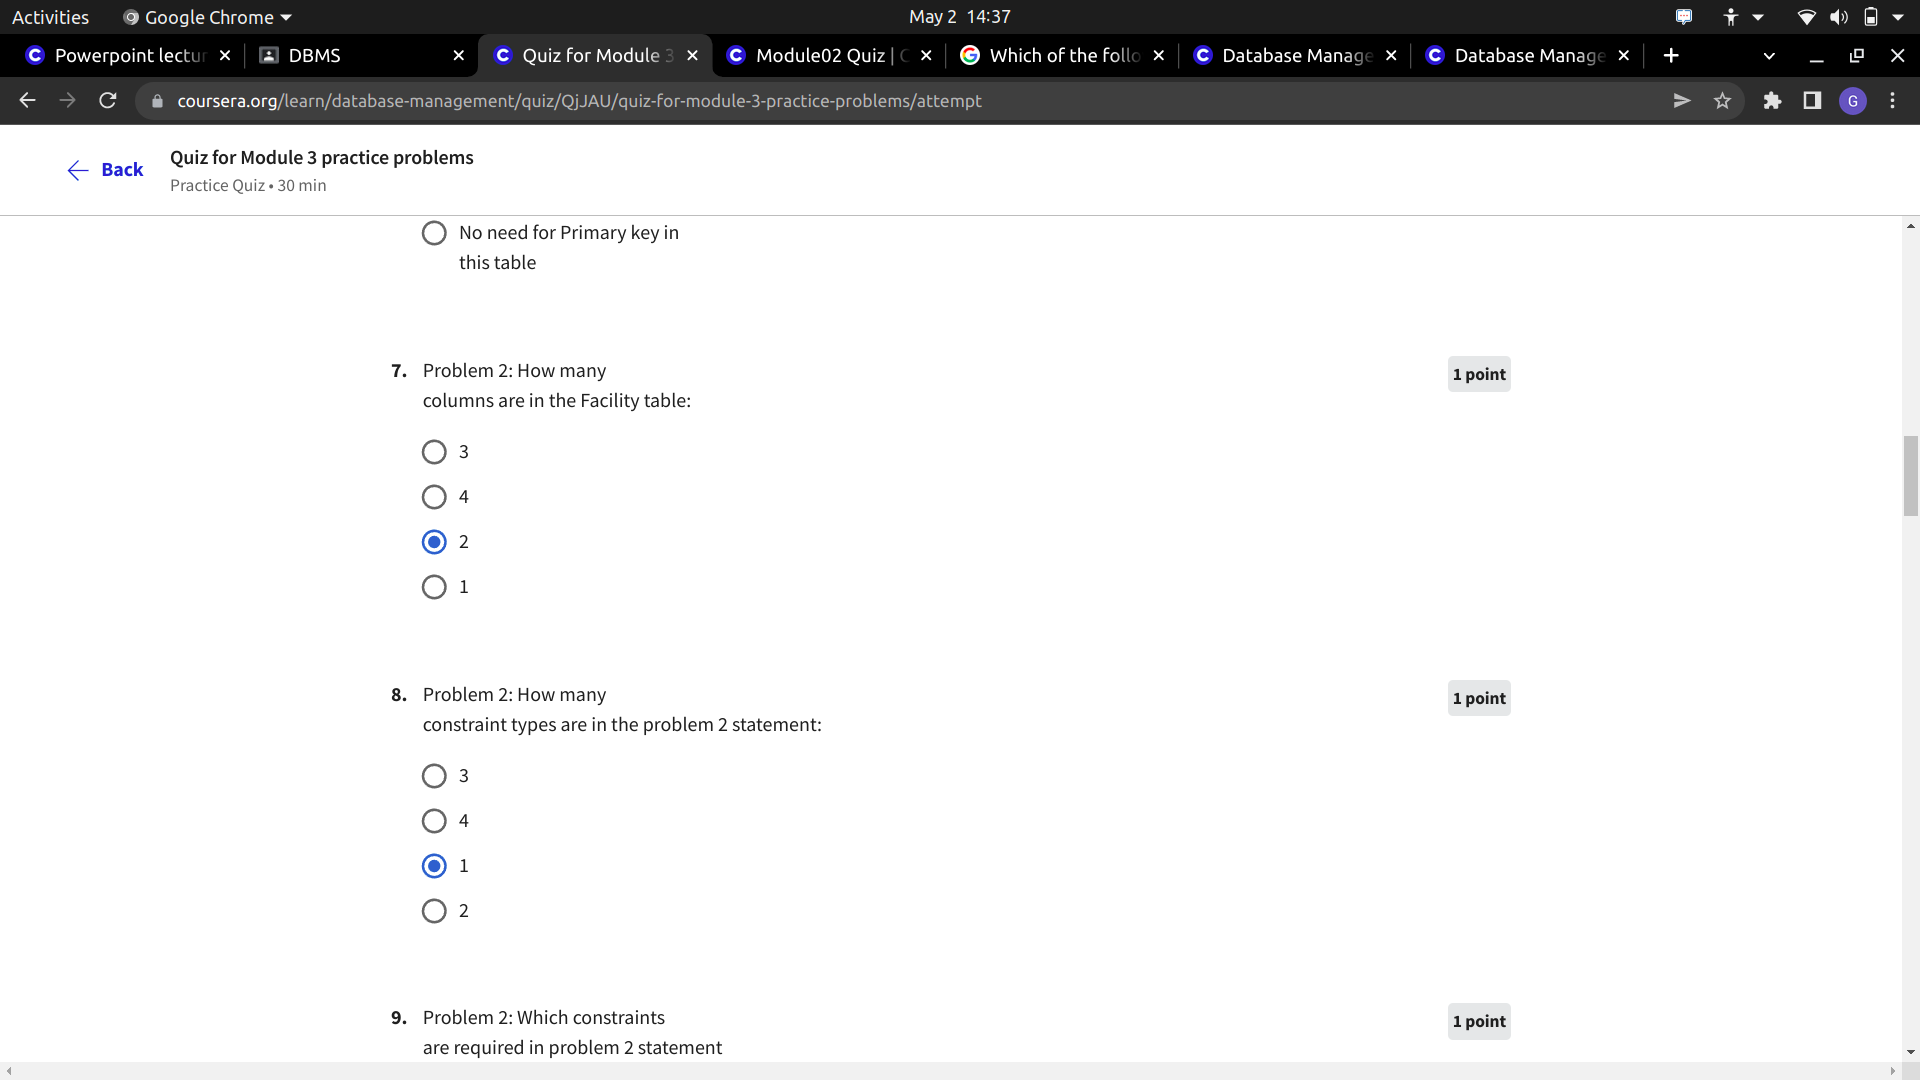 Activities
Google Chrome
May 2 14:37
Powerpoint lectur
DBMS
Quiz for Module 3
Module02 Quiz | C
Which of the follo
Database Manage
Database Manage
coursera.org/learn/database-management/quiz/QjJAU/quiz-for-module-3-practice-problems/attempt
G
Back
Quiz for Module 3 practice problems
Practice Quiz • 30 min
No need for Primary key in
this table
7. Problem 2: How many
columns are in the Facility table:
1 point
3
4
2
1
8. Problem 2: How many
constraint types are in the problem 2 statement:
1 point
3
4
1
2
9. Problem 2: Which constraints
are required in problem 2 statement
1 point